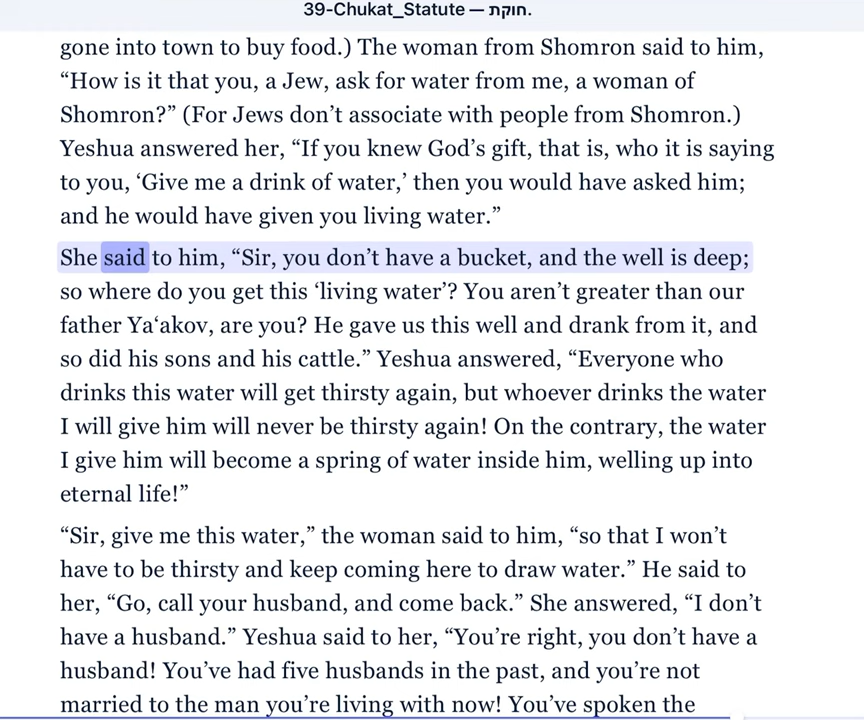 39-Chukat_Statute — חוקת.
gone into town to buy food.) The woman from Shomron said to him,
“How is it that you, a Jew, ask for water from me, a woman of
Shomron?” (For Jews don’t associate with people from Shomron.)
Yeshua answered her, “If you knew God’s gift, that is, who it is saying
to you, ‘Give me a drink of water,’ then you would have asked him;
and he would have given you living water.”
She said to him, “Sir, you don’t have a bucket, and the well is deep;
so where do you get this ‘living water’? You aren’t greater than our
father Ya‘akov, are you? He gave us this well and drank from it, and
so did his sons and his cattle.” Yeshua answered, “Everyone who
drinks this water will get thirsty again, but whoever drinks the water
I will give him will never be thirsty again! On the contrary, the water
I give him will become a spring of water inside him, welling up into
eternal life!”
“Sir, give me this water,” the woman said to him, “so that I won’t
have to be thirsty and keep coming here to draw water.” He said to
her, “Go, call your husband, and come back.” She answered, “I don’t
have a husband.” Yeshua said to her, “You’re right, you don’t have a
husband! You’ve had five husbands in the past, and you’re not
married to the man you’re living with now! You’ve spoken the